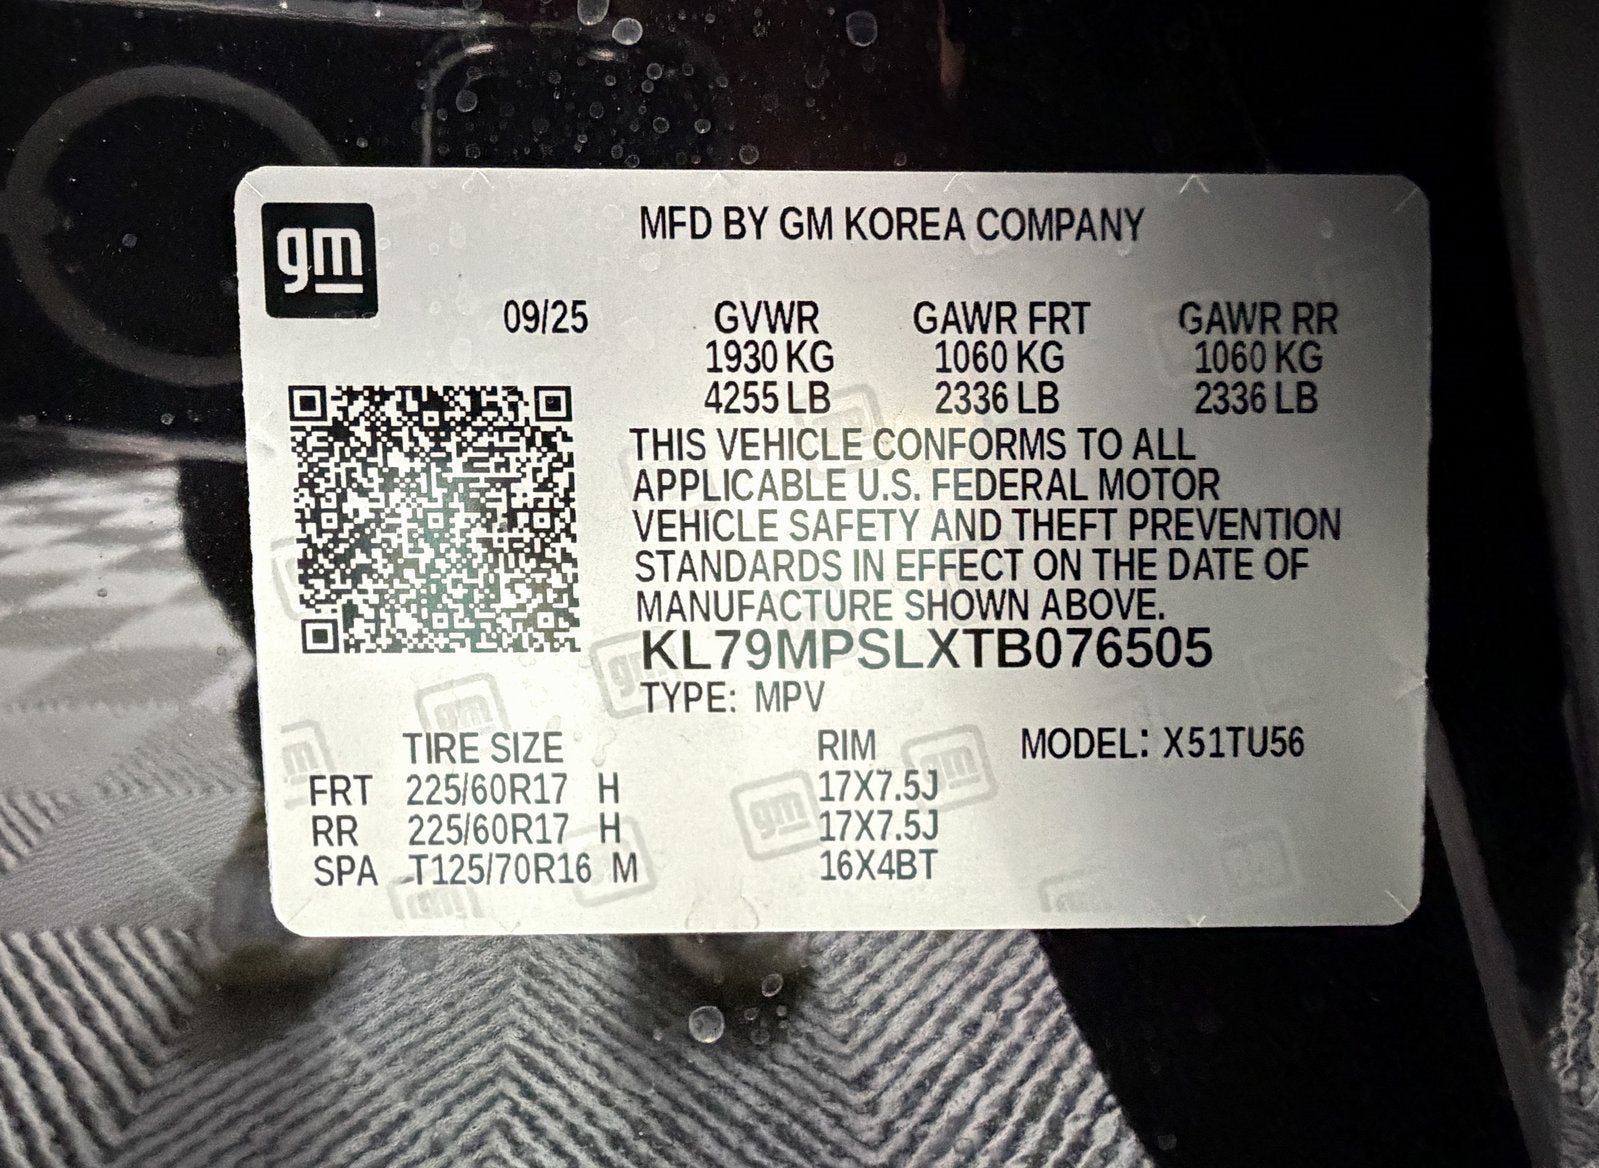 gm
MFD BY GM KOREA COMPANY
09/25 GVWR GAWR FRT GAWR RR
1930 KG 1060 KG 1060 KG
4255 LB 2336 LB 2336 LB
THIS VEHICLE CONFORMS TO ALL
APPLICABLE U.S. FEDERAL MOTOR
VEHICLE SAFETY AND THEFT PREVENTION
STANDARDS IN EFFECT ON THE DATE OF
MANUFACTURE SHOWN ABOVE.
KL79MPSLXTB076505
TYPE: MPV
TIRE SIZE RIM MODEL: X51TU56
FRT 225/60R17 H 17X7.5J
RR 225/60R17 H 17X7.5J
SPA T125/70R16 M 16X4BT